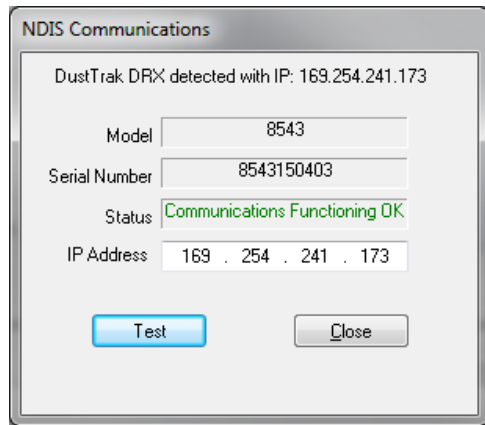 NDIS Communications
DustTrak DRX detected with IP: 169.254.241.173
Model 8543
Serial Number 8543150403
Status Communications Functioning OK
IP Address 169 . 254 . 241 . 173
Test Close